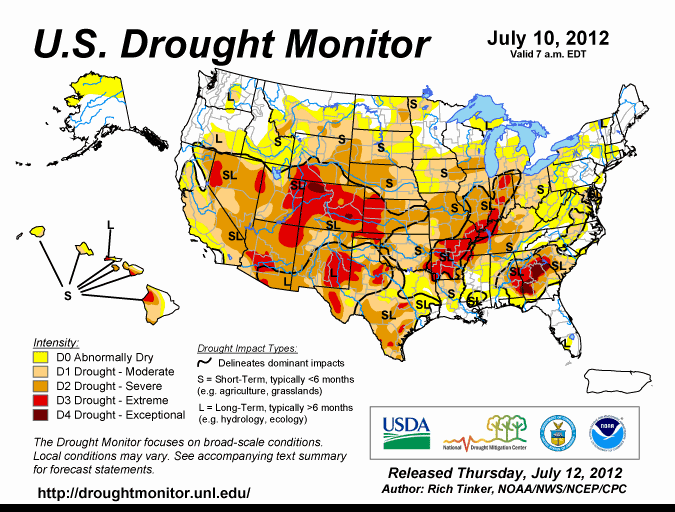 U.S. Drought Monitor
July 10, 2012
Valid 7 a.m. EDT
L
S
L
S
S
S
SL
SL
S
S
SL
S
SL
SL
SL
S
L
L
SL
SL
S
SL
SL
SL
SL
L
S
Intensity:
D0 Abnormally Dry
D1 Drought - Moderate
D2 Drought - Severe
D3 Drought - Extreme
D4 Drought - Exceptional
Drought Impact Types:
Delineates dominant impacts
S = Short-Term, typically <6 months
(e.g. agriculture, grasslands)
L = Long-Term, typically >6 months
(e.g. hydrology, ecology)
USDA
National Drought Mitigation Center
NOAA
The Drought Monitor focuses on broad-scale conditions.
Local conditions may vary. See accompanying text summary
for forecast statements.
http://droughtmonitor.unl.edu/
Released Thursday, July 12, 2012
Author: Rich Tinker, NOAA/NWS/NCEP/CPC